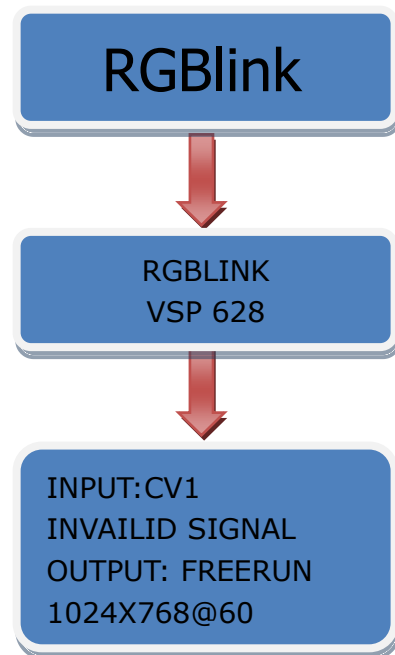 RGBlink
RGBLINK
VSP 628
INPUT:CV1
INVAILID SIGNAL
OUTPUT: FREERUN
1024X768@60